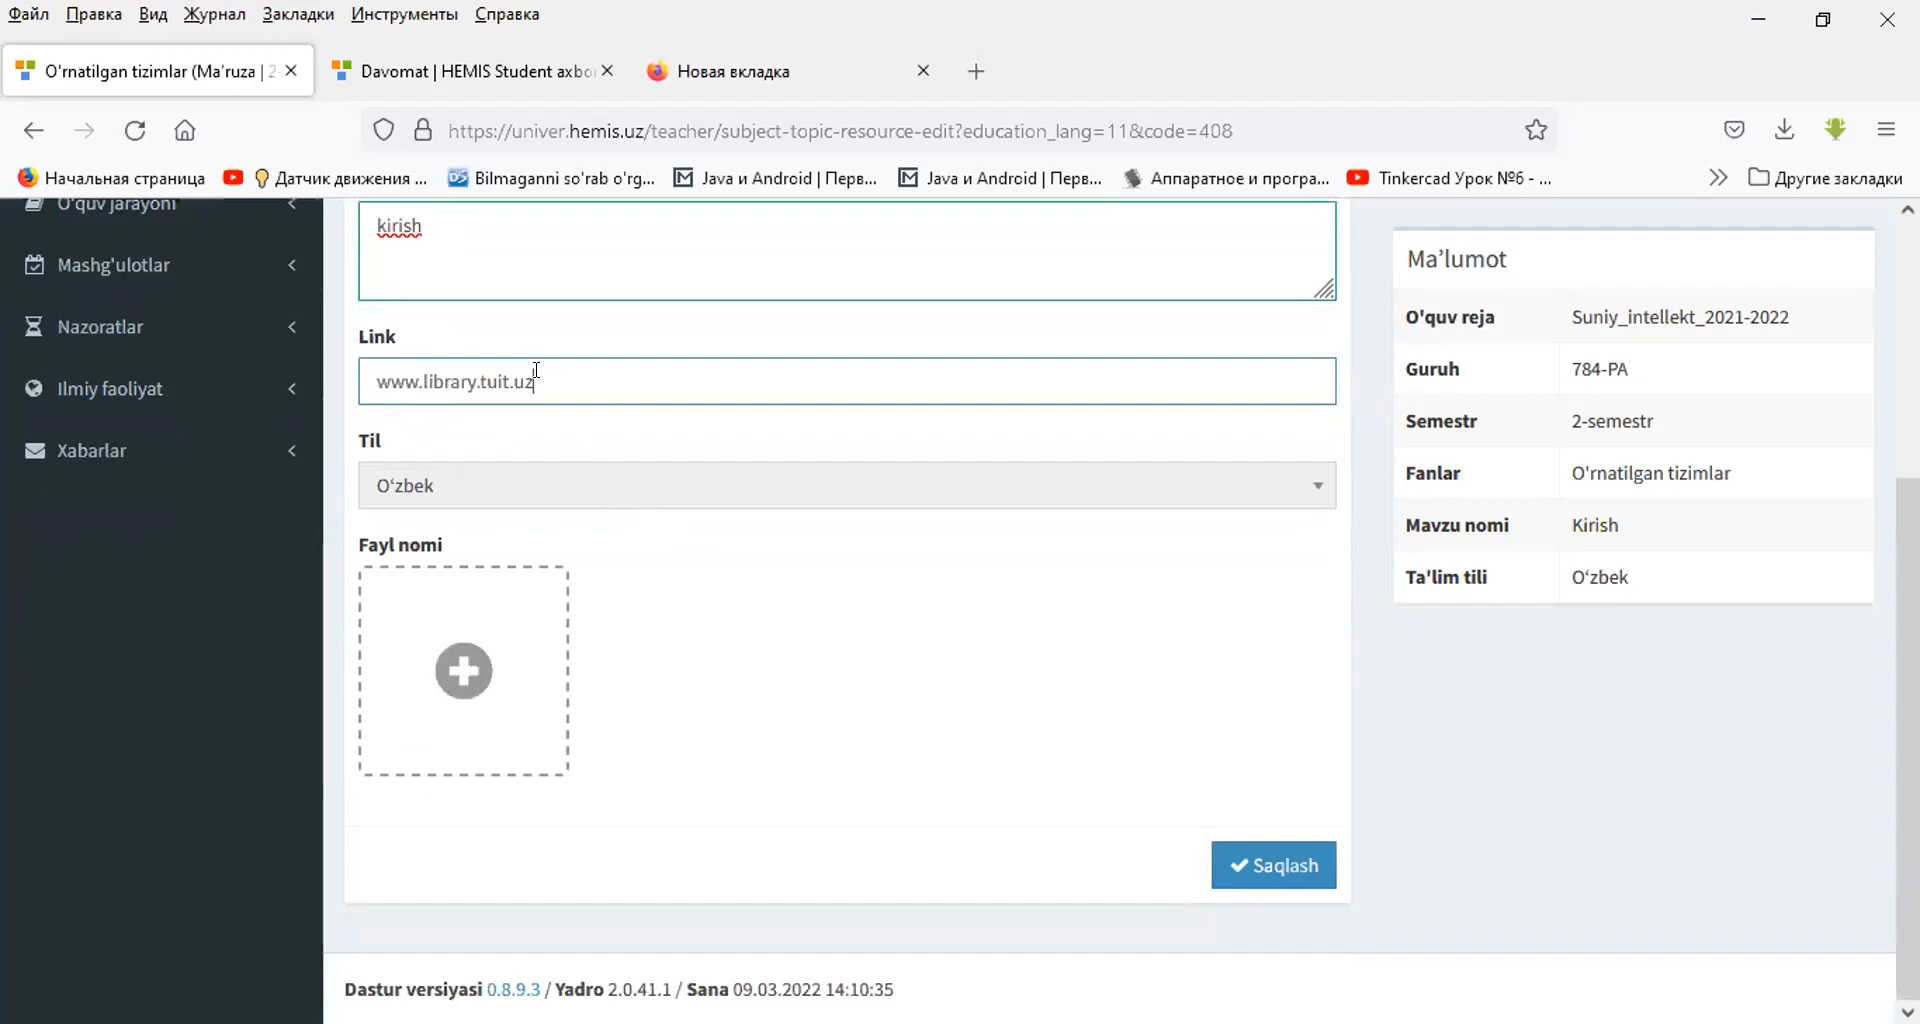 Файл Правка Вид Журнал Закладки Инструменты Справка
O'rnatilgan tizimlar (Ma'ruza | 2
Davomat | HEMIS Student axbo
Новая вкладка
https://univer.hemis.uz/teacher/subject-topic-resource-edit?education_lang=11&code=408
Начальная страница
Датчик движения ...
Bilmaganni so'rab o'rg...
Java и Android | Перв...
Java и Android | Перв...
Аппаратное и програ...
Tinkercad Урок №6 - ...
Другие закладки
O'quv jarayoni
Mashg'ulotlar
Nazoratlar
Ilmiy faoliyat
Xabarlar
kirish
Link
www.library.tuit.uz
Til
Oʻzbek
Fayl nomi
Saqlash
Maʼlumot
O'quv reja Suniy_intellekt_2021-2022
Guruh 784-PA
Semestr 2-semestr
Fanlar O'rnatilgan tizimlar
Mavzu nomi Kirish
Ta'lim tili Oʻzbek
Dastur versiyasi 0.8.9.3 / Yadro 2.0.41.1 / Sana 09.03.2022 14:10:35